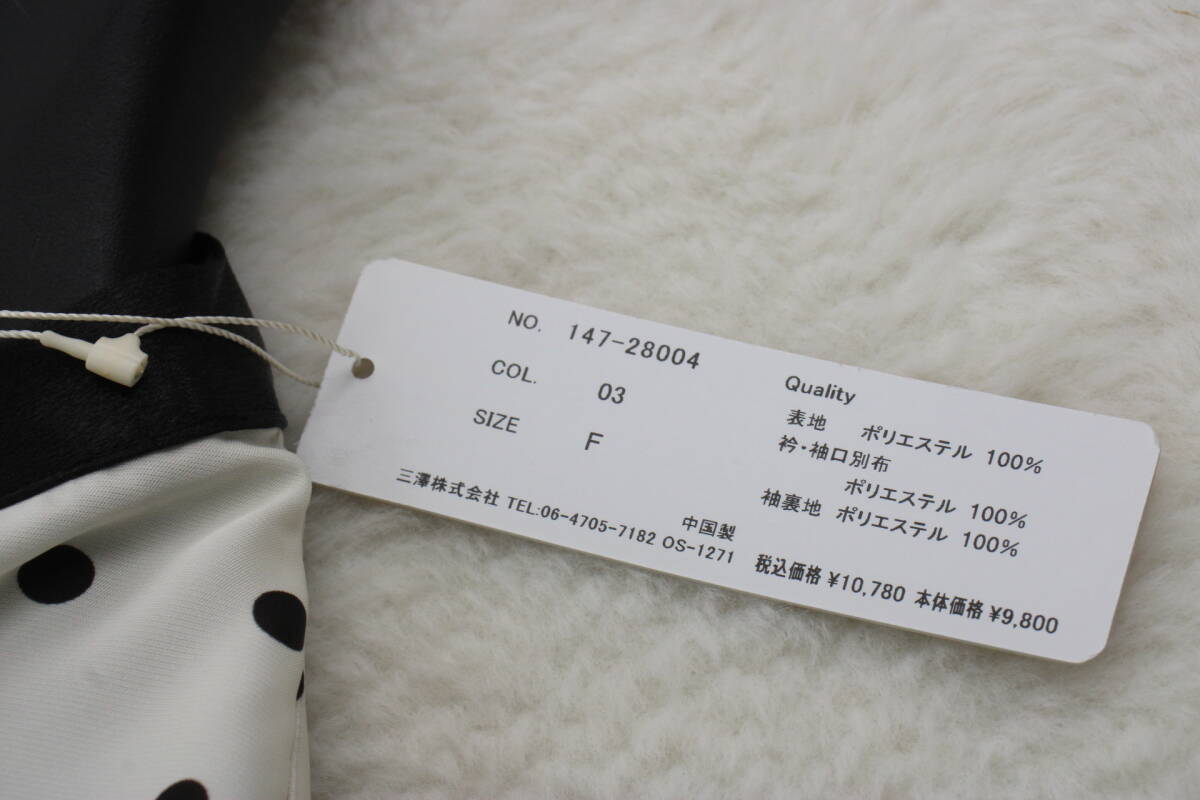 NO. 147-28004
COL. 03
SIZE F
Quality
表地 ポリエステル 100%
衿・袖口別布
ポリエステル 100%
袖裏地 ポリエステル 100%
中国製
三澤株式会社 TEL:06-4705-7182 OS-1271
税込価格 ¥10,780 本体価格 ¥9,800